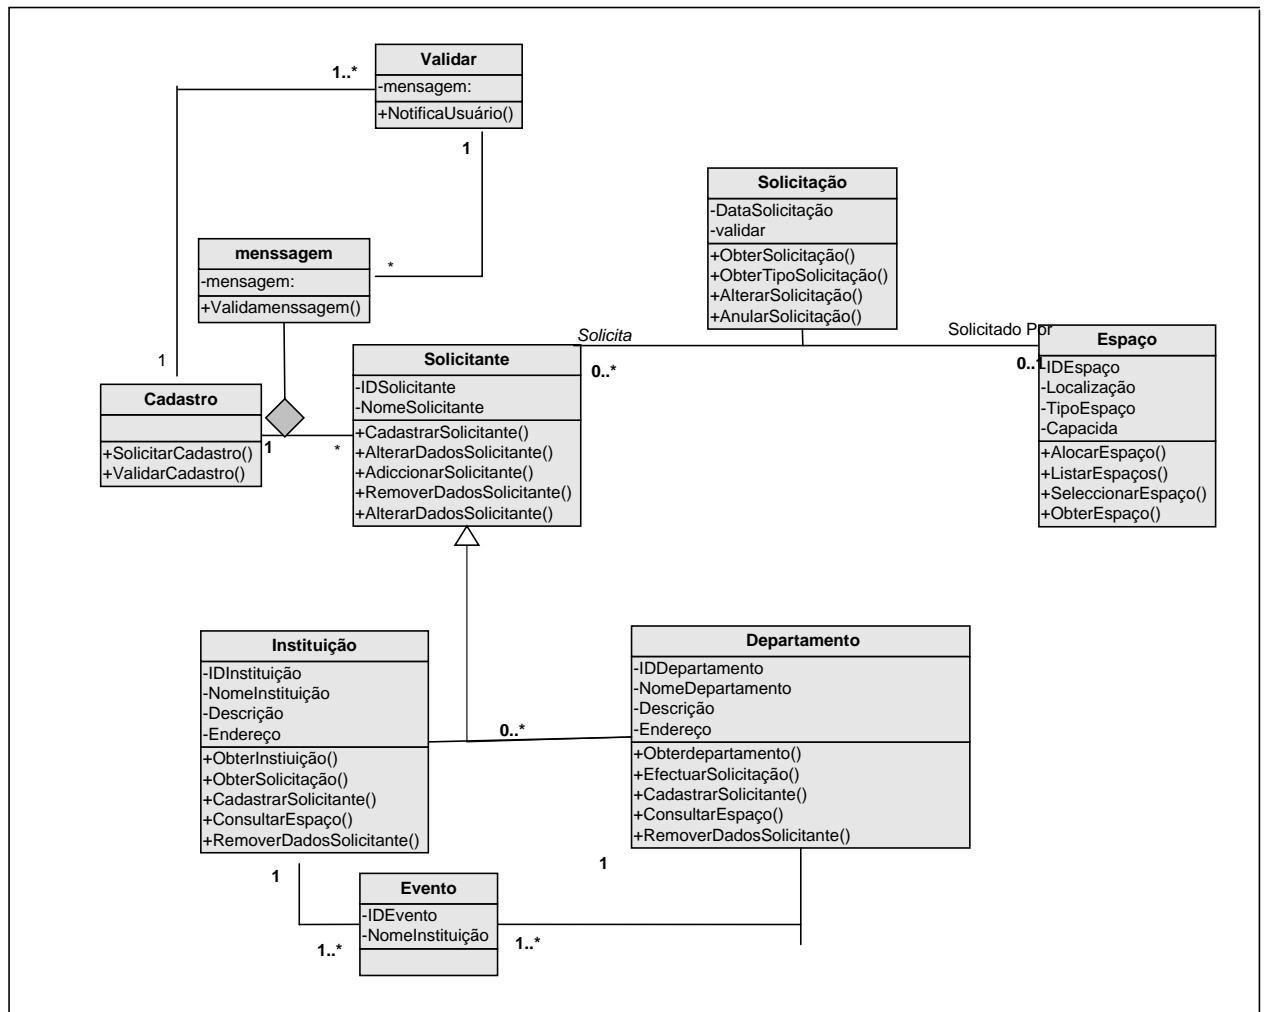 Validar
-mensagem:
+NotificaUsuário()
1..*
1
menssagem
-mensagem:
+Validamenssagem()
*
Solicitação
-DataSolicitação
-validar
+ObterSolicitação()
+ObterTipoSolicitação()
+AlterarSolicitação()
+AnularSolicitação()
Solicita
0..*
Solicitado Por
0..1
Espaço
-IDEspaço
-Localização
-TipoEspaço
-Capacida
+AlocarEspaço()
+ListarEspaços()
+SeleccionarEspaço()
+ObterEspaço()
1
Cadastro
+SolicitarCadastro()
+ValidarCadastro()
1
*
Solicitante
-IDSolicitante
-NomeSolicitante
+CadastrarSolicitante()
+AlterarDadosSolicitante()
+AdiccionarSolicitante()
+RemoverDadosSolicitante()
+AlterarDadosSolicitante()
Instituição
-IDInstituição
-NomeInstituição
-Descrição
-Endereço
+ObterInstiuição()
+ObterSolicitação()
+CadastrarSolicitante()
+ConsultarEspaço()
+RemoverDadosSolicitante()
0..*
Departamento
-IDDepartamento
-NomeDepartamento
-Descrição
-Endereço
+Obterdepartamento()
+EfectuarSolicitação()
+CadastrarSolicitante()
+ConsultarEspaço()
+RemoverDadosSolicitante()
1
1
Evento
-IDEvento
-NomeInstituição
1..*
1..*